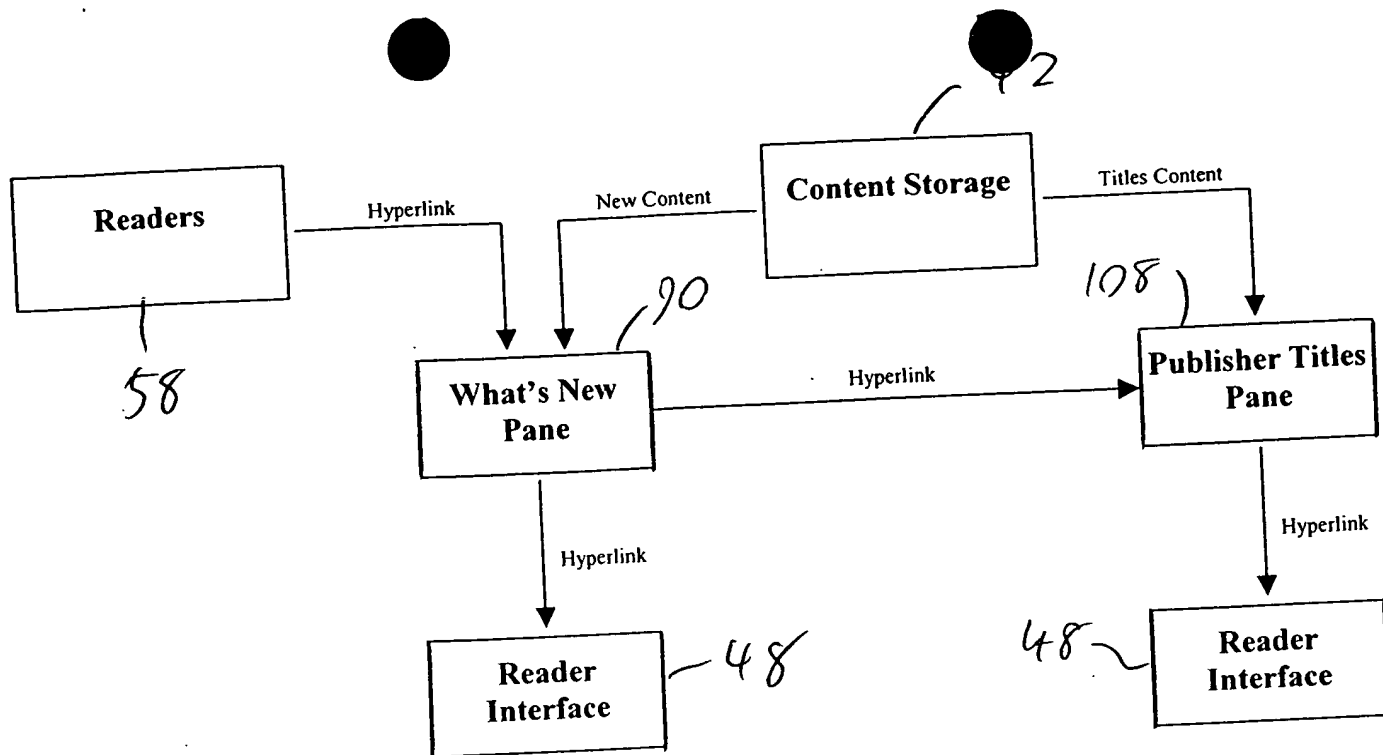 Readers
Hyperlink
New Content
Content Storage
Titles Content
58
90
108
What's New
Pane
Hyperlink
Publisher Titles
Pane
Hyperlink
Hyperlink
Reader
Interface
48
48
Reader
Interface